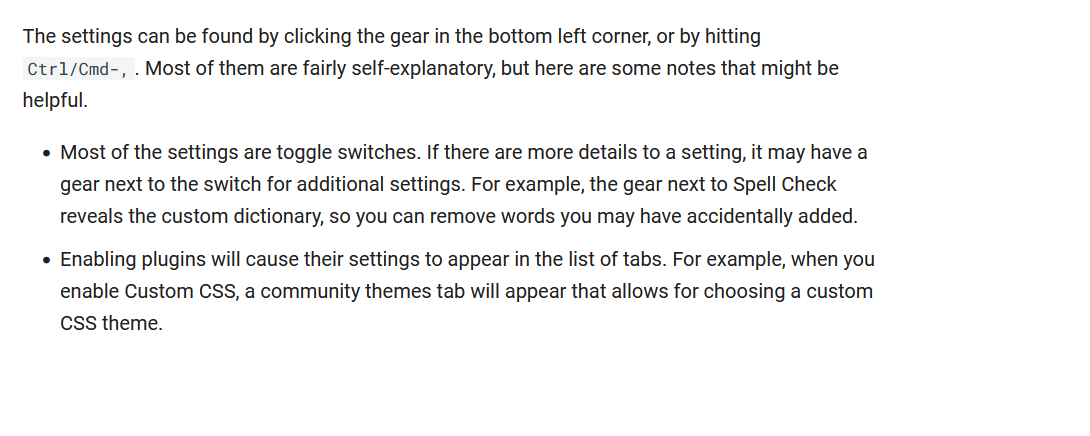 The settings can be found by clicking the gear in the bottom left corner, or by hitting
Ctrl/Cmd-, . Most of them are fairly self-explanatory, but here are some notes that might be
helpful.
• Most of the settings are toggle switches. If there are more details to a setting, it may have a
gear next to the switch for additional settings. For example, the gear next to Spell Check
reveals the custom dictionary, so you can remove words you may have accidentally added.
• Enabling plugins will cause their settings to appear in the list of tabs. For example, when you
enable Custom CSS, a community themes tab will appear that allows for choosing a custom
CSS theme.